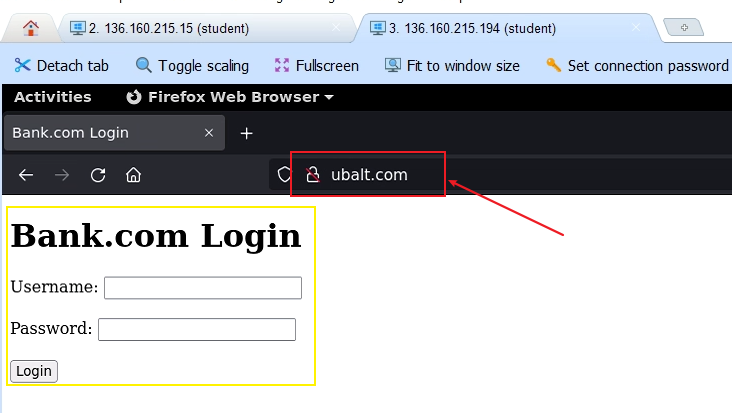 2. 136.160.215.15 (student)
3. 136.160.215.194 (student)
Detach tab
Toggle scaling
Fullscreen
Fit to window size
Set connection password
Activities
Firefox Web Browser
Bank.com Login
ubalt.com
Bank.com Login
Username:
Password:
Login